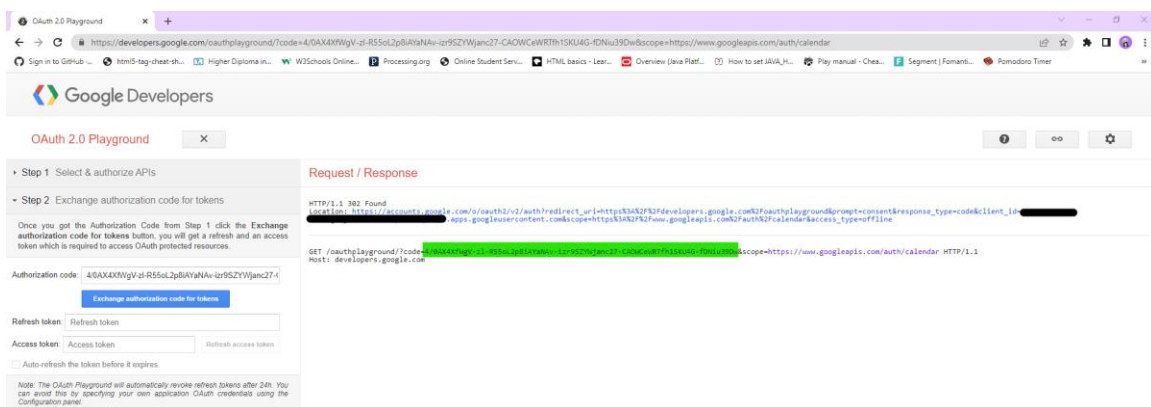 OAuth 2.0 Playground
https://developers.google.com/oauthplayground/?code=4/0AX4XfWgV-zl-R55oL2p8iAYaNAv-izr9SZYWjanc27-CAOWCeWRTfh1SKU4G-fDNiu39Dw&scope=https://www.googleapis.com/auth/calendar
Sign in to GitHub · ... html5-tag-cheat-sh... Higher Diploma in... W3Schools Online... Processing.org Online Student Serv... HTML basics - Lear... Overview (Java Platf... How to set JAVA_H... Play manual - Chea... Segment | Fomanti... Pomodoro Timer
Google Developers
OAuth 2.0 Playground
Step 1 Select & authorize APIs
Request / Response
Step 2 Exchange authorization code for tokens
HTTP/1.1 302 Found
Location: https://accounts.google.com/o/oauth2/v2/auth?redirect_uri=https%3A%2F%2Fdevelopers.google.com%2Foauthplayground&prompt=consent&response_type=code&client_id=
.apps.googleusercontent.com&scope=https%3A%2F%2Fwww.googleapis.com%2Fauth%2Fcalendar&access_type=offline
Once you got the Authorization Code from Step 1 click the Exchange
authorization code for tokens button, you will get a refresh and an access
token which is required to access OAuth protected resources.
GET /oauthplayground/?code=4/0AX4XfWgV-zl-R55oL2p8iAYaNAv-izr9SZYWjanc27-CAOWCeWRTfh1SKU4G-fDNiu39Dw&scope=https://www.googleapis.com/auth/calendar HTTP/1.1
Host: developers.google.com
Authorization code: 4/0AX4XfWgV-zl-R55oL2p8iAYaNAv-izr9SZYWjanc27-
Exchange authorization code for tokens
Refresh token: Refresh token
Access token: Access token Refresh access token
Auto-refresh the token before it expires.
Note: The OAuth Playground will automatically revoke refresh tokens after 24h. You
can avoid this by specifying your own application OAuth credentials using the
Configuration panel.